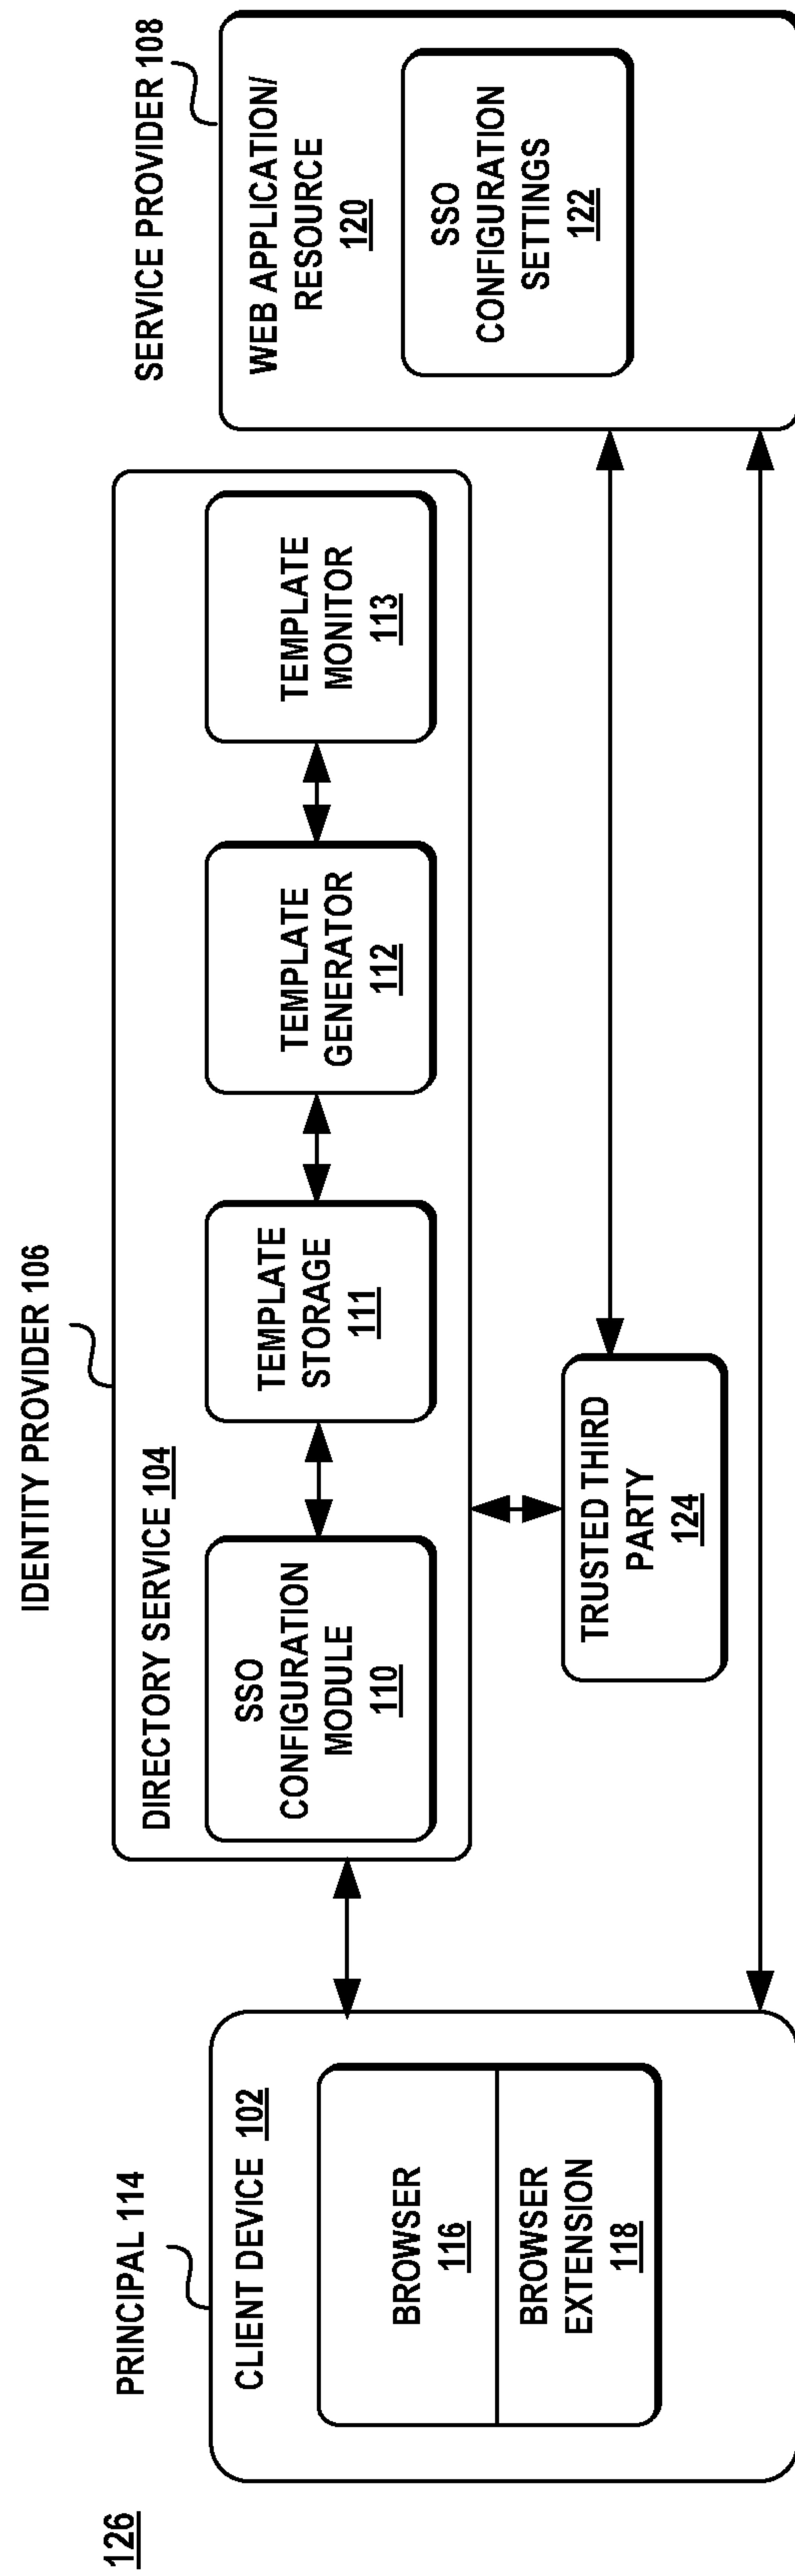 126
PRINCIPAL 114
CLIENT DEVICE 102
BROWSER
116
BROWSER
EXTENSION
118
IDENTITY PROVIDER 106
DIRECTORY SERVICE 104
SSO
CONFIGURATION
MODULE
110
TEMPLATE
STORAGE
111
TEMPLATE
GENERATOR
112
TEMPLATE
MONITOR
113
TRUSTED THIRD
PARTY
124
SERVICE PROVIDER 108
WEB APPLICATION/
RESOURCE
120
SSO
CONFIGURATION
SETTINGS
122